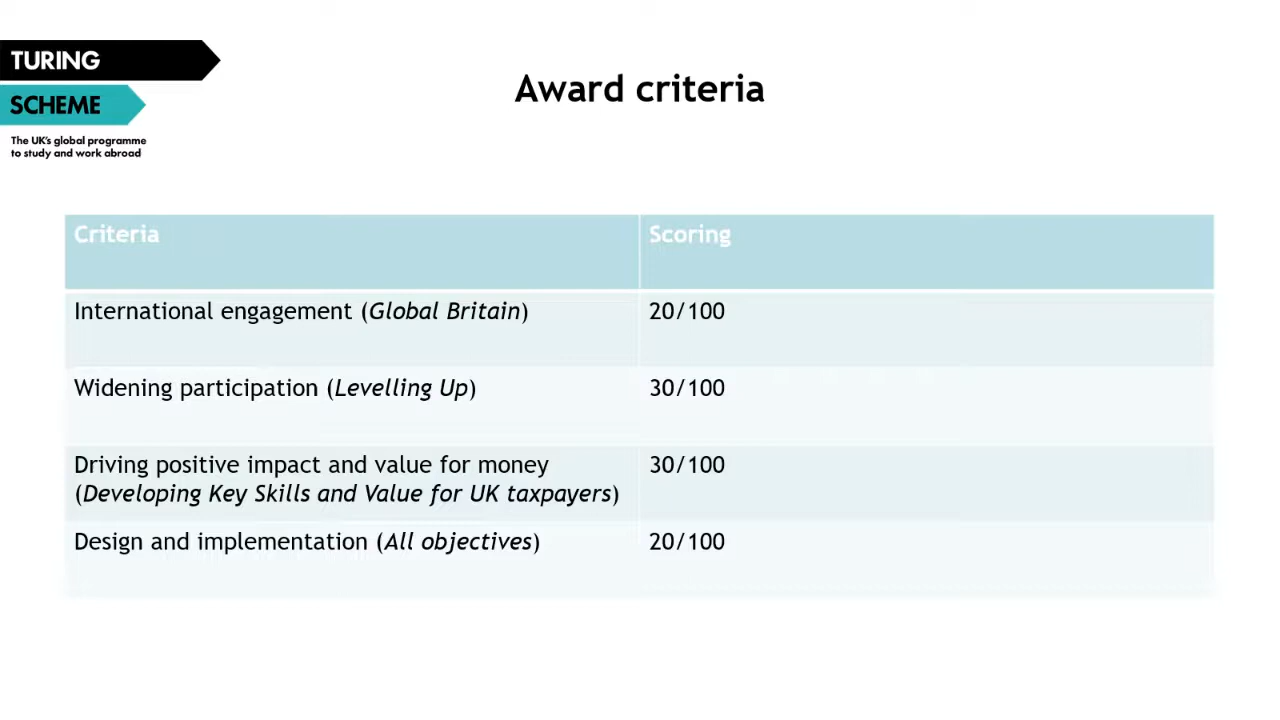 TURING
SCHEME
The UK's global programme
to study and work abroad
Award criteria
Criteria
Scoring
International engagement (Global Britain)
20/100
Widening participation (Levelling Up)
30/100
Driving positive impact and value for money
(Developing Key Skills and Value for UK taxpayers)
30/100
Design and implementation (All objectives)
20/100